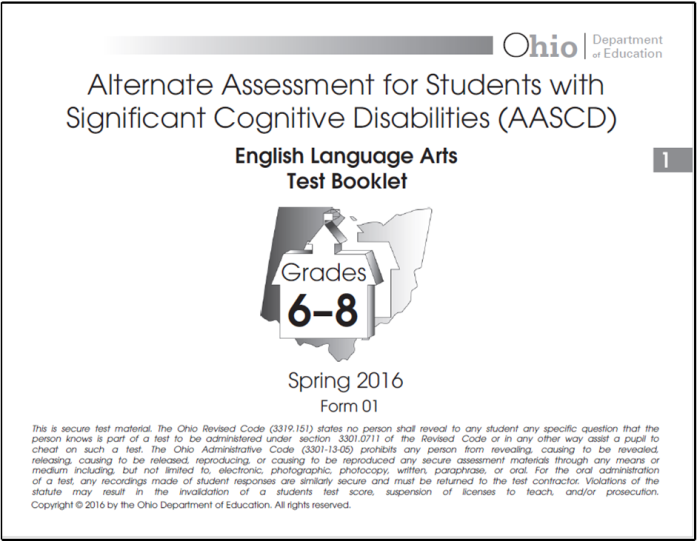 Ohio Department of Education
Alternate Assessment for Students with
Significant Cognitive Disabilities (AASCD)
English Language Arts
1
Test Booklet
Grades
6–8
Spring 2016
Form 01
This is secure test material. The Ohio Revised Code (3319.151) states no person shall reveal to any student any specific question that the
person knows is part of a test to be administered under section 3301.0711 of the Revised Code or in any other way assist a pupil to
cheat on such a test. The Ohio Administrative Code (3301-13-05) prohibits any person from revealing, causing to be revealed,
releasing, causing to be released, reproducing, or causing to be reproduced any secure assessment materials through any means or
medium including, but not limited to, electronic, photographic, photocopy, written, paraphrase, or oral. For the oral administration
of a test, any recordings made of student responses are similarly secure and must be returned to the test contractor. Violations of the
statute may result in the invalidation of a students test score, suspension of licenses to teach, and/or prosecution.
Copyright © 2016 by the Ohio Department of Education. All rights reserved.